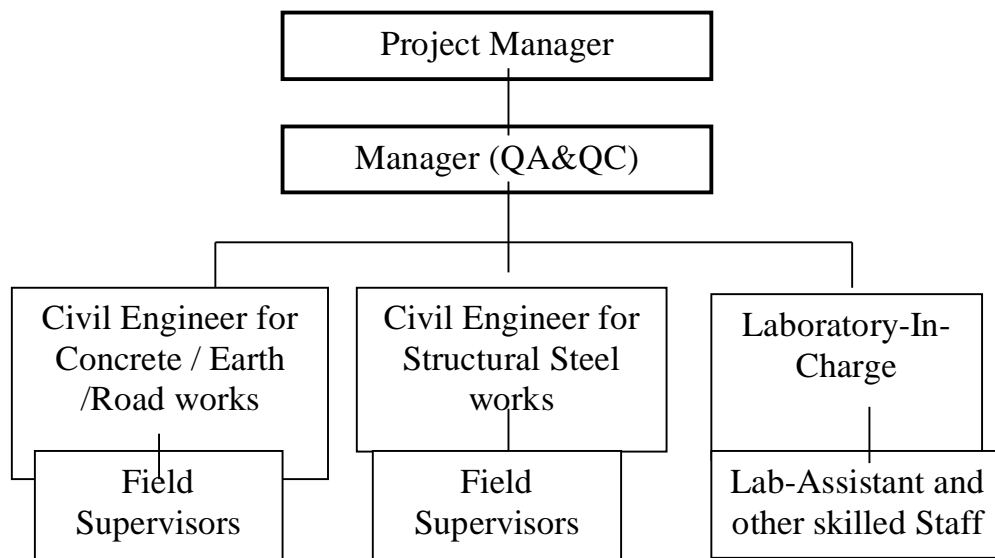 Project Manager
Manager (QA&QC)
Civil Engineer for
Concrete / Earth
/Road works
Civil Engineer for
Structural Steel
works
Laboratory-In-
Charge
Field
Supervisors
Field
Supervisors
Lab-Assistant and
other skilled Staff